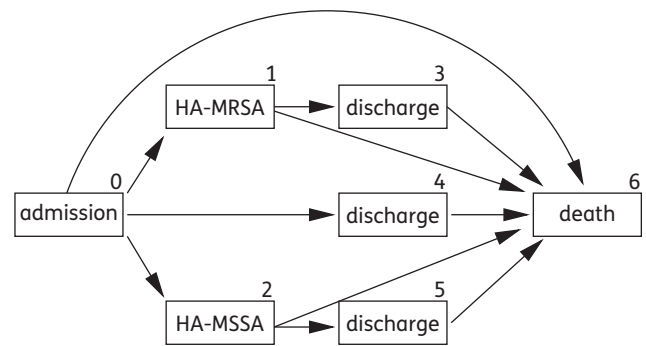 1
HA-MRSA
3
discharge
0
admission
4
discharge
6
death
2
HA-MSSA
5
discharge